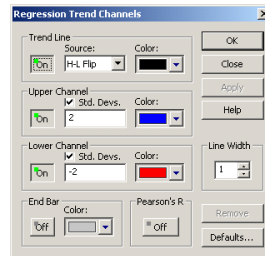 Regression Trend Channels
Trend Line
Source: Color:
On H-L Flip
OK
Close
Apply
Help
Upper Channel
Std. Devs. Color:
On 2
Lower Channel
Std. Devs. Color:
On -2
Line Width
1
End Bar
Color:
Off
Pearson's R
Off
Remove
Defaults...